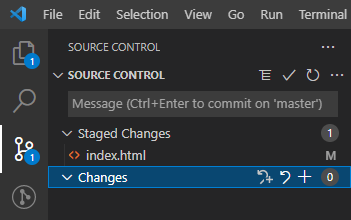 File Edit Selection View Go Run Terminal
SOURCE CONTROL
1
SOURCE CONTROL
Message (Ctrl+Enter to commit on 'master')
Staged Changes 1
index.html M
1
Changes 0